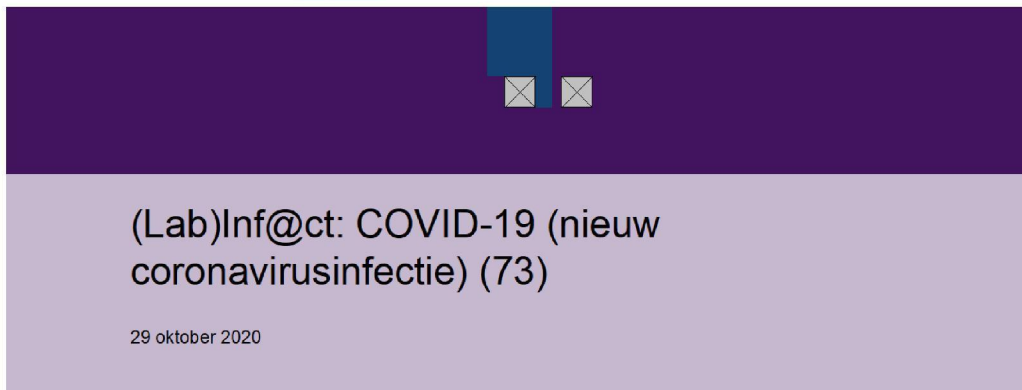 (Lab)Inf@ct: COVID-19 (nieuw
coronavirusinfectie) (73)
29 oktober 2020